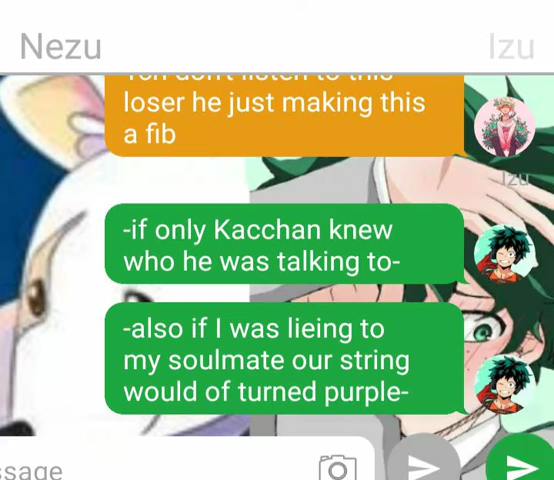 Nezu
Izu
loser he just making this
a fib
Izu
-if only Kacchan knew
who he was talking to-
-also if I was lieing to
my soulmate our string
would of turned purple-
ssage